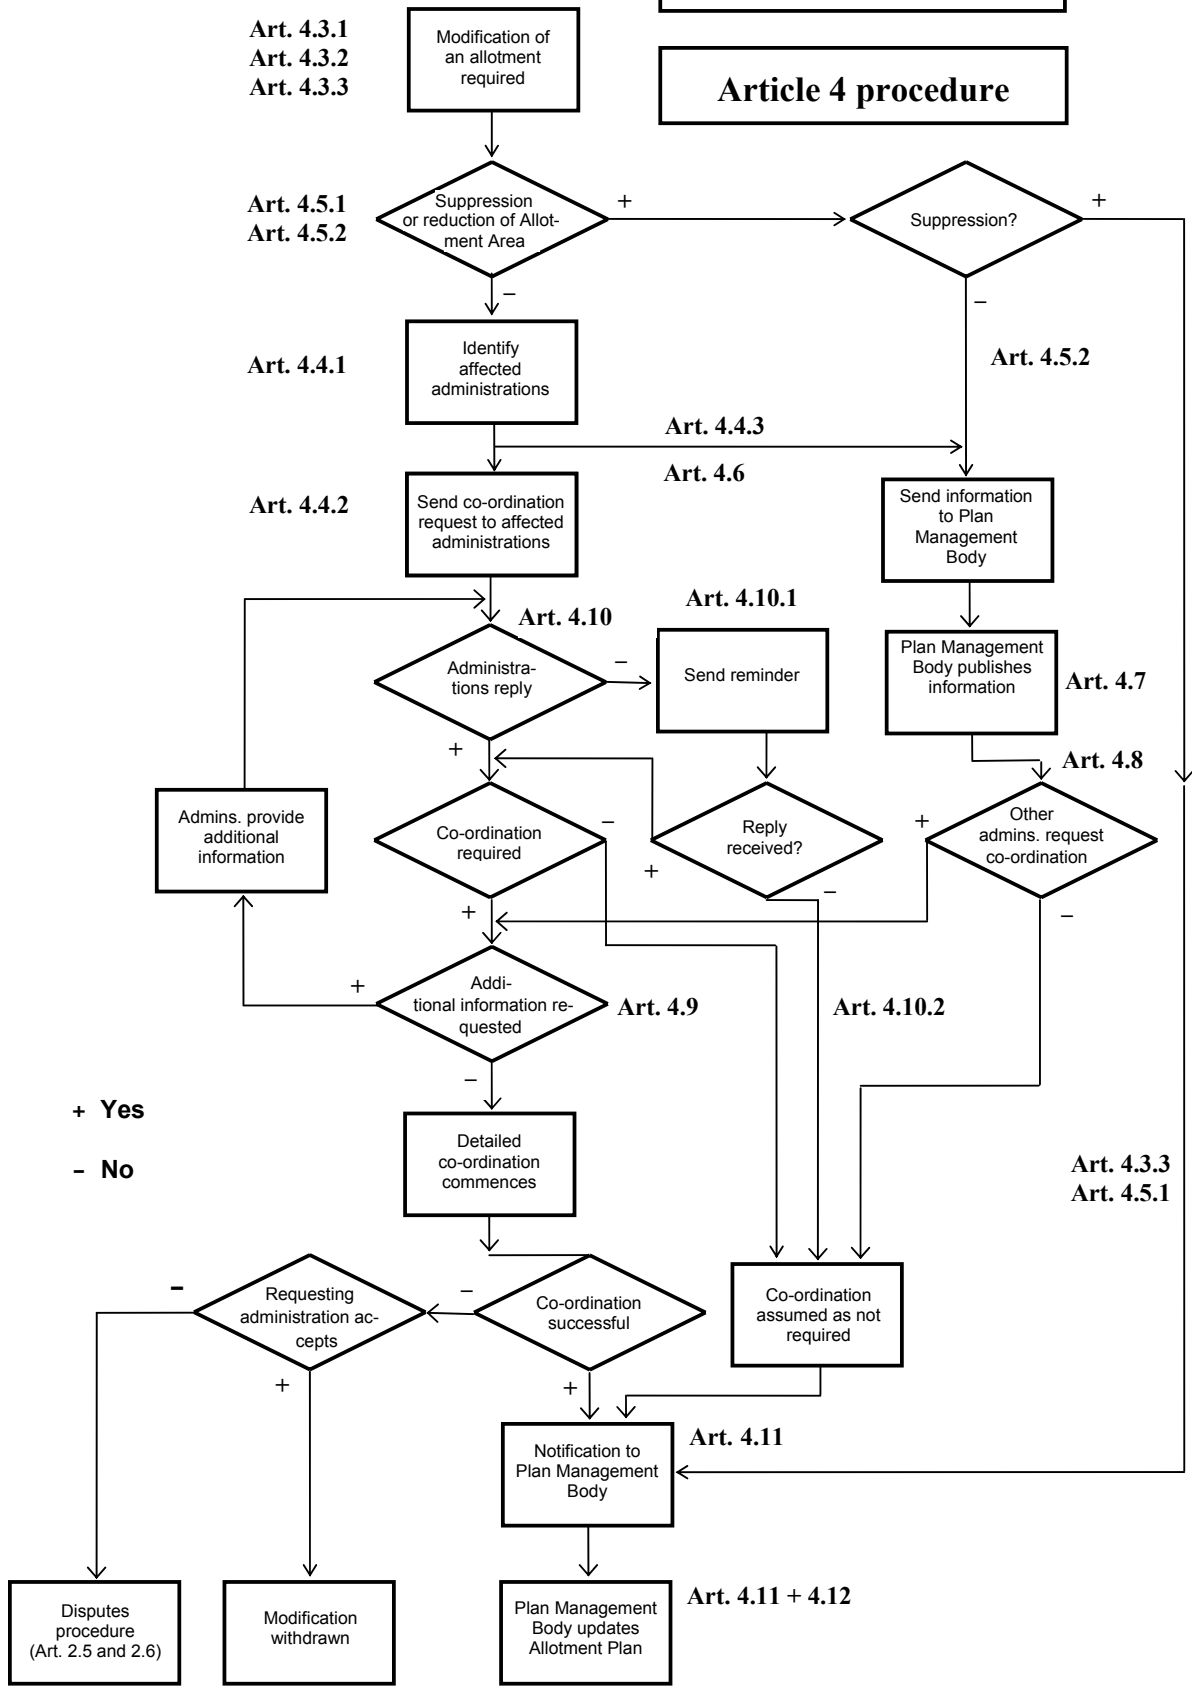 Art. 4.3.1
Art. 4.3.2
Art. 4.3.3
Modification of
an allotment
required
Article 4 procedure
Art. 4.5.1
Art. 4.5.2
Suppression
or reduction of Allot-
ment Area
+
Suppression?
+
–
–
Art. 4.4.1
Identify
affected
administrations
Art. 4.5.2
Art. 4.4.3
Art. 4.6
Art. 4.4.2
Send co-ordination
request to affected
administrations
Send information
to Plan
Management
Body
Art. 4.10
Art. 4.10.1
Administra-
tions reply
–
Send reminder
Plan Management
Body publishes
information
Art. 4.7
+
Art. 4.8
Admins. provide
additional
information
Co-ordination
required
–
Reply
received?
+
+
Other
admins. request
co-ordination
–
–
+
+
Addi-
tional information re-
quested
Art. 4.9
Art. 4.10.2
–
+ Yes
– No
Detailed
co-ordination
commences
Art. 4.3.3
Art. 4.5.1
–
Requesting
administration ac-
cepts
–
Co-ordination
successful
Co-ordination
assumed as not
required
+
+
Notification to
Plan Management
Body
Art. 4.11
Disputes
procedure
(Art. 2.5 and 2.6)
Modification
withdrawn
Plan Management
Body updates
Allotment Plan
Art. 4.11 + 4.12